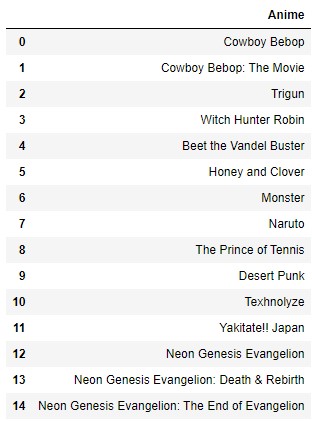 Anime
0 Cowboy Bebop
1 Cowboy Bebop: The Movie
2 Trigun
3 Witch Hunter Robin
4 Beet the Vandel Buster
5 Honey and Clover
6 Monster
7 Naruto
8 The Prince of Tennis
9 Desert Punk
10 Texhnolyze
11 Yakitate!! Japan
12 Neon Genesis Evangelion
13 Neon Genesis Evangelion: Death & Rebirth
14 Neon Genesis Evangelion: The End of Evangelion